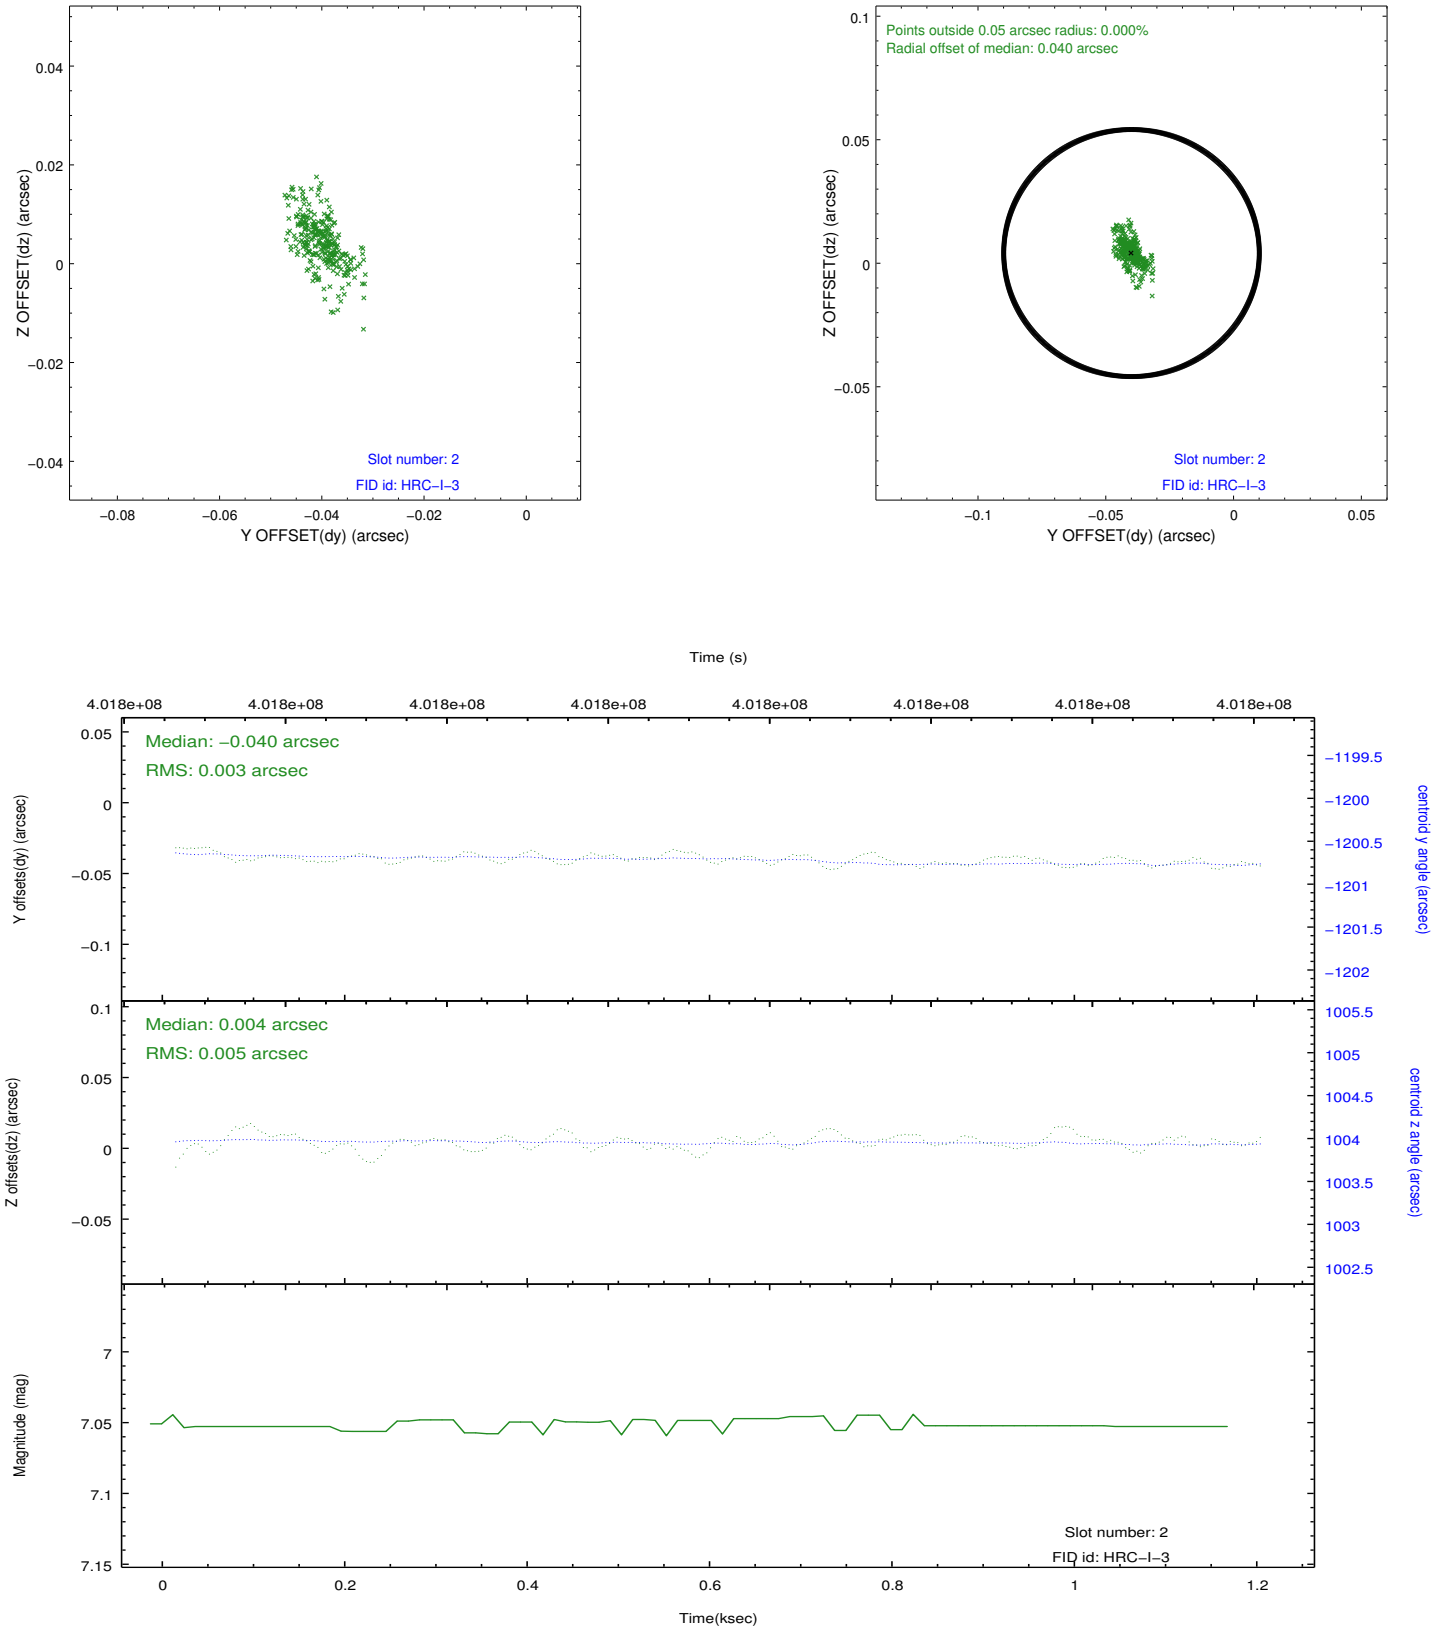 0.04
0.02
0
−0.02
−0.04
Z OFFSET(dz) (arcsec)
Slot number: 2
FID id: HRC−I−3
−0.08 −0.06 −0.04 −0.02 0
Y OFFSET(dy) (arcsec)
Points outside 0.05 arcsec radius: 0.000%
Radial offset of median: 0.040 arcsec
0.1
0.05
0
−0.05
Z OFFSET(dz) (arcsec)
Slot number: 2
FID id: HRC−I−3
−0.1 −0.05 0 0.05
Y OFFSET(dy) (arcsec)
Time (s)
4.018e+08 4.018e+08 4.018e+08 4.018e+08 4.018e+08 4.018e+08 4.018e+08 4.018e+08
Median: −0.040 arcsec
RMS: 0.003 arcsec
0.05
0
−0.05
−0.1
Y offsets(dy) (arcsec)
−1199.5
−1200
−1200.5
−1201
−1201.5
−1202
centroid y angle (arcsec)
Median: 0.004 arcsec
RMS: 0.005 arcsec
0.1
0.05
0
−0.05
Z offsets(dz) (arcsec)
1005.5
1005
1004.5
1004
1003.5
1003
1002.5
centroid z angle (arcsec)
7
7.05
7.1
7.15
Magnitude (mag)
Slot number: 2
FID id: HRC−I−3
0 0.2 0.4 0.6 0.8 1 1.2
Time(ksec)